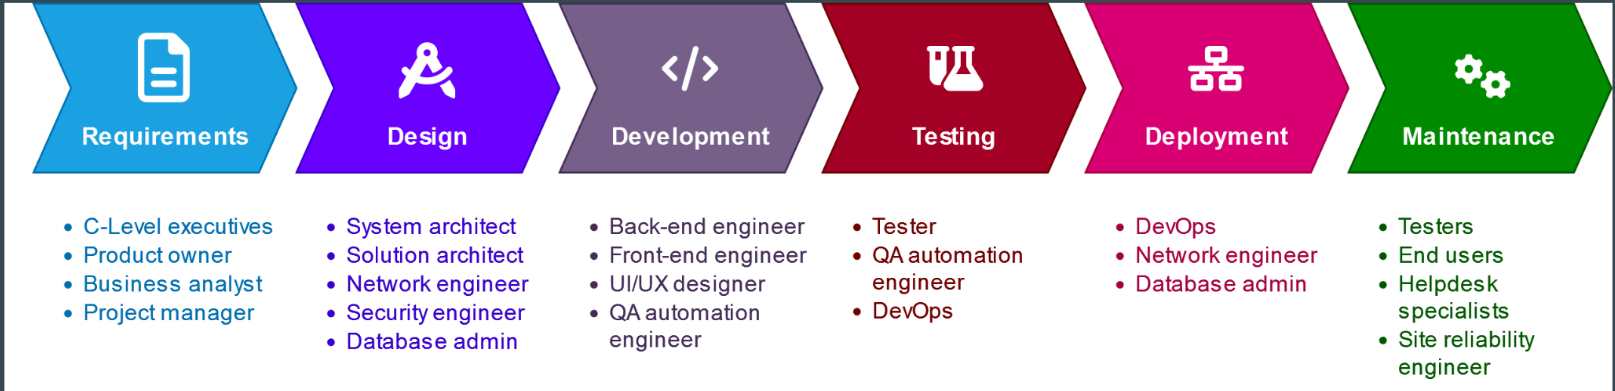 Requirements
Design
Development
Testing
Deployment
Maintenance
• C-Level executives
• Product owner
• Business analyst
• Project manager
• System architect
• Solution architect
• Network engineer
• Security engineer
• Database admin
• Back-end engineer
• Front-end engineer
• UI/UX designer
• QA automation
engineer
• Tester
• QA automation
engineer
• DevOps
• DevOps
• Network engineer
• Database admin
• Testers
• End users
• Helpdesk
specialists
• Site reliability
engineer